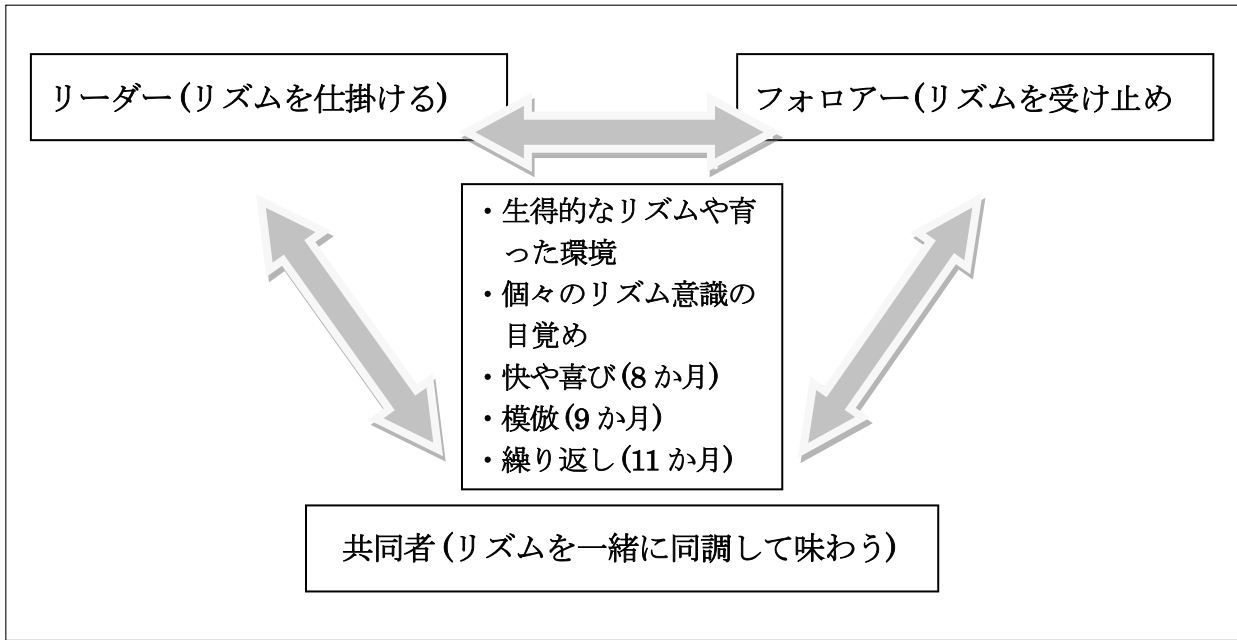 リーダー(リズムを仕掛ける)
フォロアー(リズムを受け止め
・生得的なリズムや育
った環境
・個々のリズム意識の
目覚め
・快や喜び(8 か月)
・模倣(9 か月)
・繰り返し(11 か月)
共同者(リズムを一緒に同調して味わう)